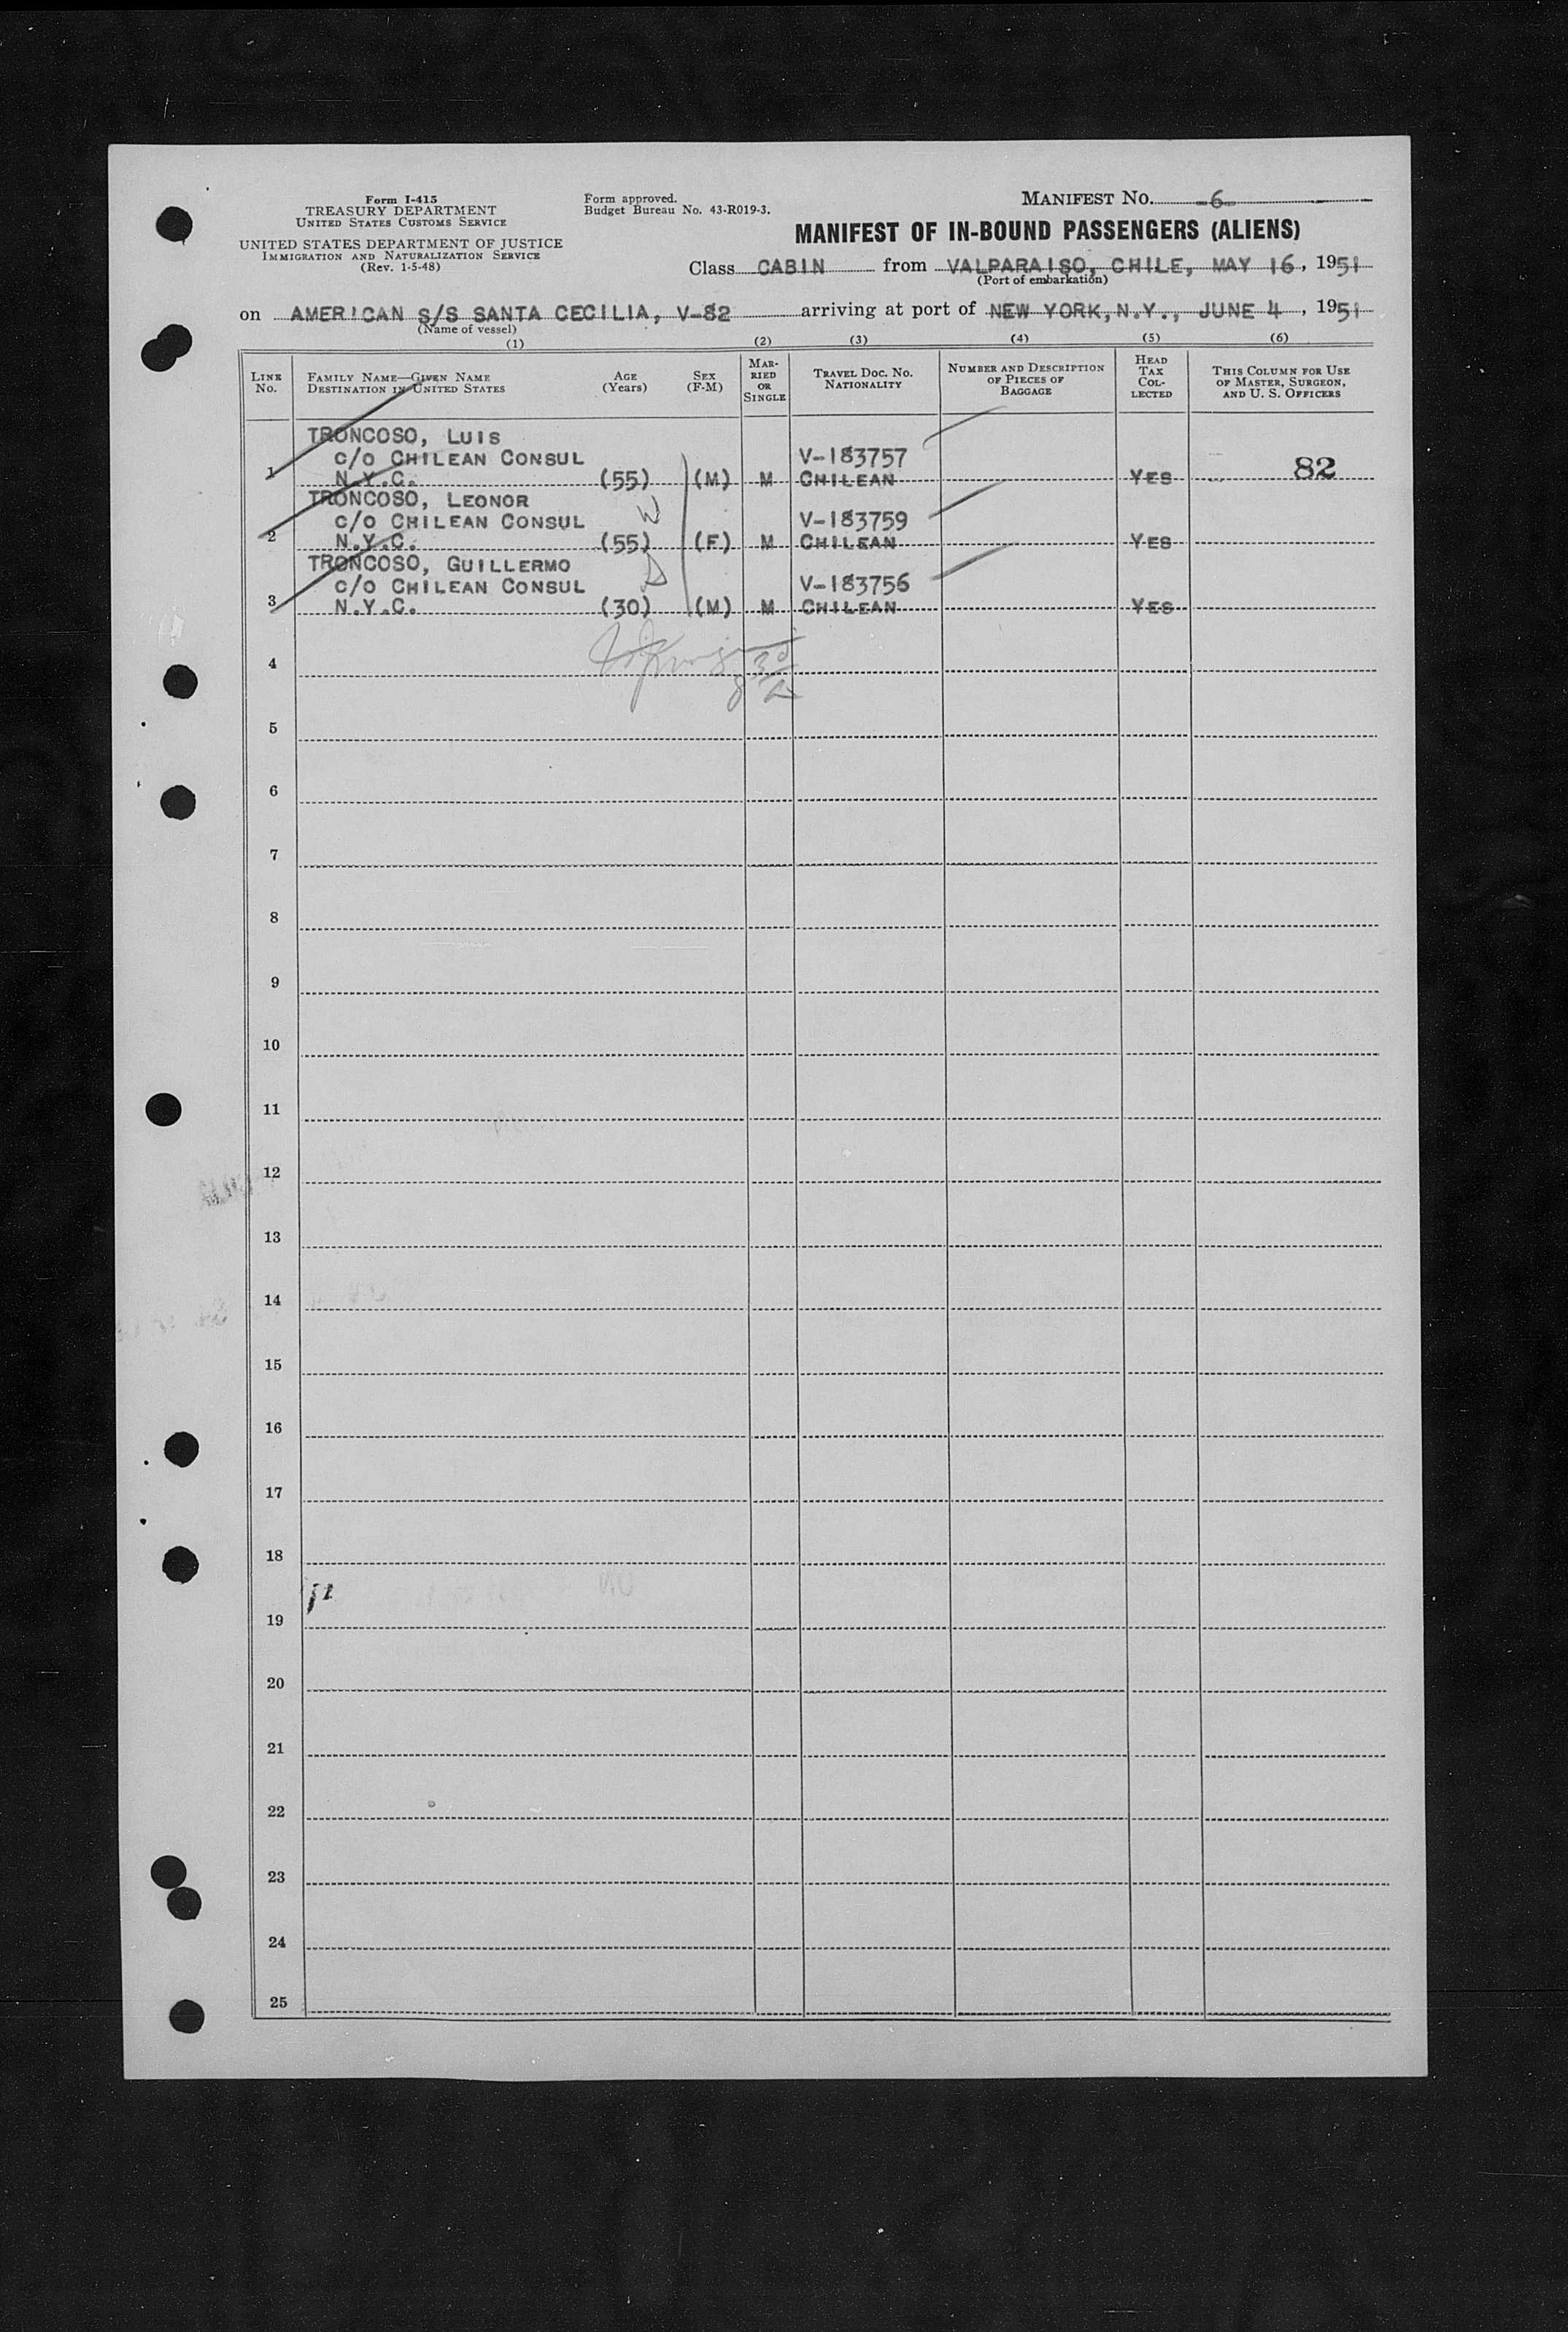 Form I-415
TREASURY DEPARTMENT
UNITED STATES CUSTOMS SERVICE
UNITED STATES DEPARTMENT OF JUSTICE
IMMIGRATION AND NATURALIZATION SERVICE
(Rev. 1-5-48)
Form approved.
Budget Bureau No. 43-R019-3.
MANIFEST NO. -6-
MANIFEST OF IN-BOUND PASSENGERS (ALIENS)
Class CABIN from VALPARAISO, CHILE, MAY 16, 1951
(Port of embarkation)
on AMERICAN S/S SANTA CECILIA, V-82 arriving at port of NEW YORK, N.Y., JUNE 4, 1951
(Name of vessel)
(1) (2) (3) (4) (5) (6)
LINE No. FAMILY NAME—GIVEN NAME DESTINATION IN UNITED STATES AGE (Years) SEX (F-M) MARRIED OR SINGLE TRAVEL DOC. NO. NATIONALITY NUMBER AND DESCRIPTION OF PIECES OF BAGGAGE HEAD TAX COLLECTED THIS COLUMN FOR USE OF MASTER, SURGEON, AND U. S. OFFICERS
TRONCOSO, LUIS
C/O CHILEAN CONSUL V-183757
1 N.Y.C. (55) (M) M CHILEAN YES 82
TRONCOSO, LEONOR W
C/O CHILEAN CONSUL V-183759
2 N.Y.C. (55) (F) M CHILEAN YES
TRONCOSO, GUILLERMO
C/O CHILEAN CONSUL V-183756
3 N.Y.C. (30) (M) M CHILEAN YES
4
5
6
7
8
9
10
11
12
13
14
15
16
17
18
19
20
21
22
23
24
25